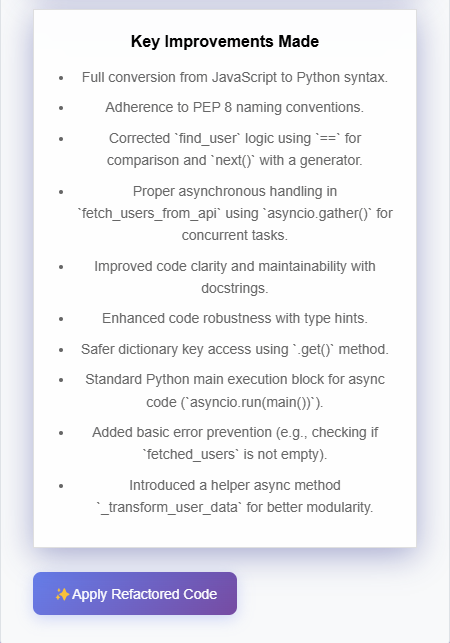 Key Improvements Made
• Full conversion from JavaScript to Python syntax.
• Adherence to PEP 8 naming conventions.
• Corrected `find_user` logic using `==` for
comparison and `next()` with a generator.
• Proper asynchronous handling in
`fetch_users_from_api` using `asyncio.gather()` for
concurrent tasks.
• Improved code clarity and maintainability with
docstrings.
• Enhanced code robustness with type hints.
• Safer dictionary key access using `.get()` method.
• Standard Python main execution block for async
code (`asyncio.run(main())`).
• Added basic error prevention (e.g., checking if
`fetched_users` is not empty).
• Introduced a helper async method
`_transform_user_data` for better modularity.
✨Apply Refactored Code